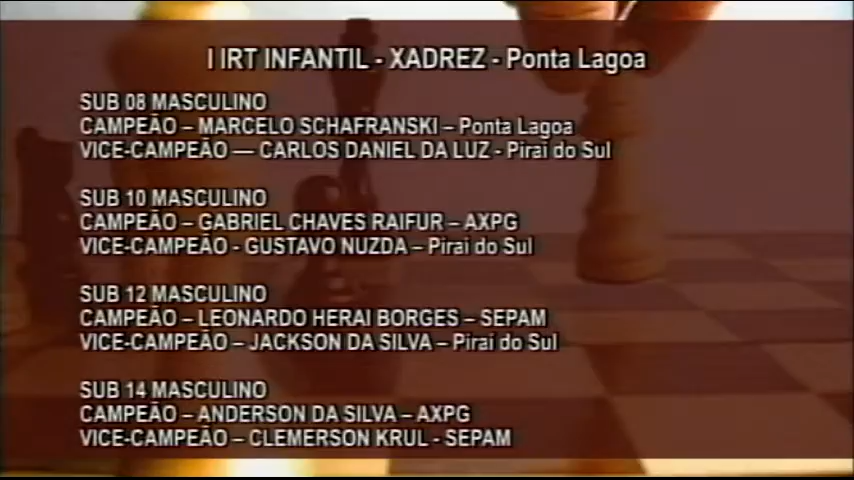 I IRT INFANTIL - XADREZ - Ponta Lagoa
SUB 08 MASCULINO
CAMPEÃO – MARCELO SCHAFRANSKI – Ponta Lagoa
VICE-CAMPEÃO — CARLOS DANIEL DA LUZ - Pirai do Sul
SUB 10 MASCULINO
CAMPEÃO – GABRIEL CHAVES RAIFUR – AXPG
VICE-CAMPEÃO - GUSTAVO NUZDA – Pirai do Sul
SUB 12 MASCULINO
CAMPEÃO – LEONARDO HERAI BORGES – SEPAM
VICE-CAMPEÃO – JACKSON DA SILVA – Pirai do Sul
SUB 14 MASCULINO
CAMPEÃO – ANDERSON DA SILVA – AXPG
VICE-CAMPEÃO – CLEMERSON KRUL - SEPAM